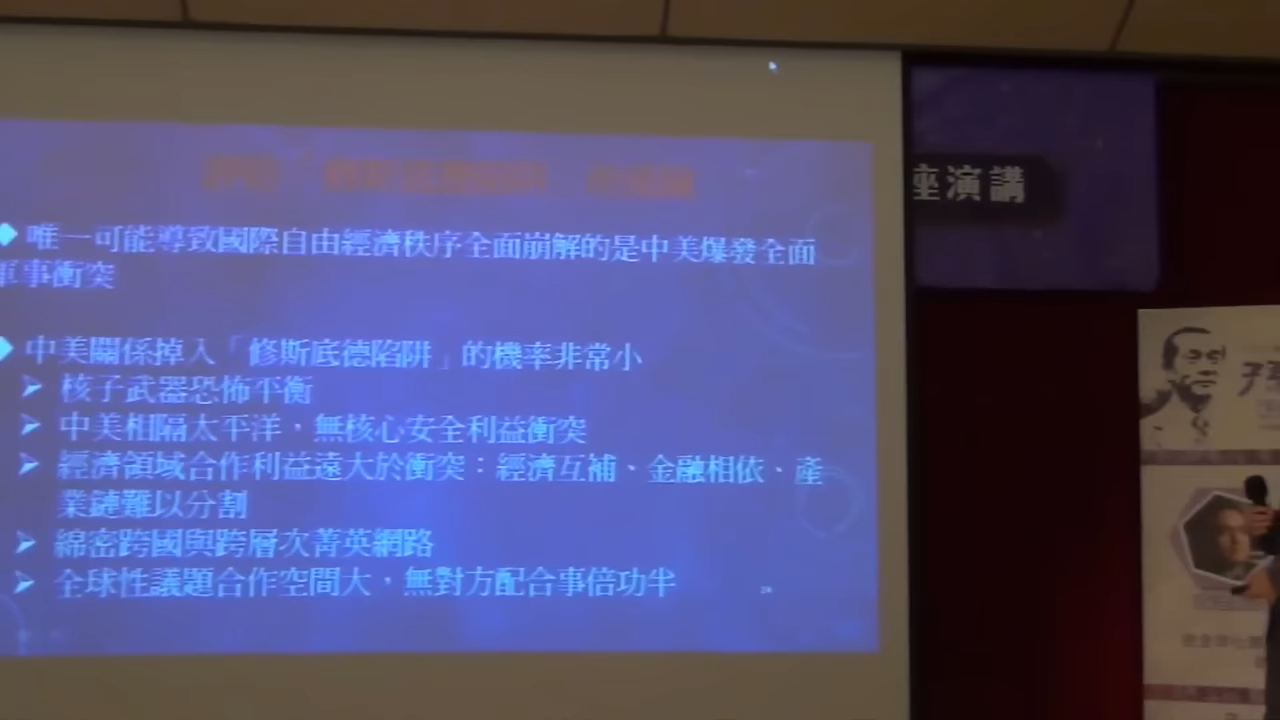 唯一可能導致國際自由經濟秩序全面崩解的是中美爆發全面
軍事衝突
中美關係掉入「修斯底德陷阱」的機率非常小
核子武器恐怖平衡
中美相隔太平洋，無核心安全利益衝突
經濟領域合作利益遠大於衝突：經濟互補、金融相依、產
業鏈難以分割
綿密跨國與跨層次菁英網路
全球性議題合作空間大，無對方配合事倍功半
座演講